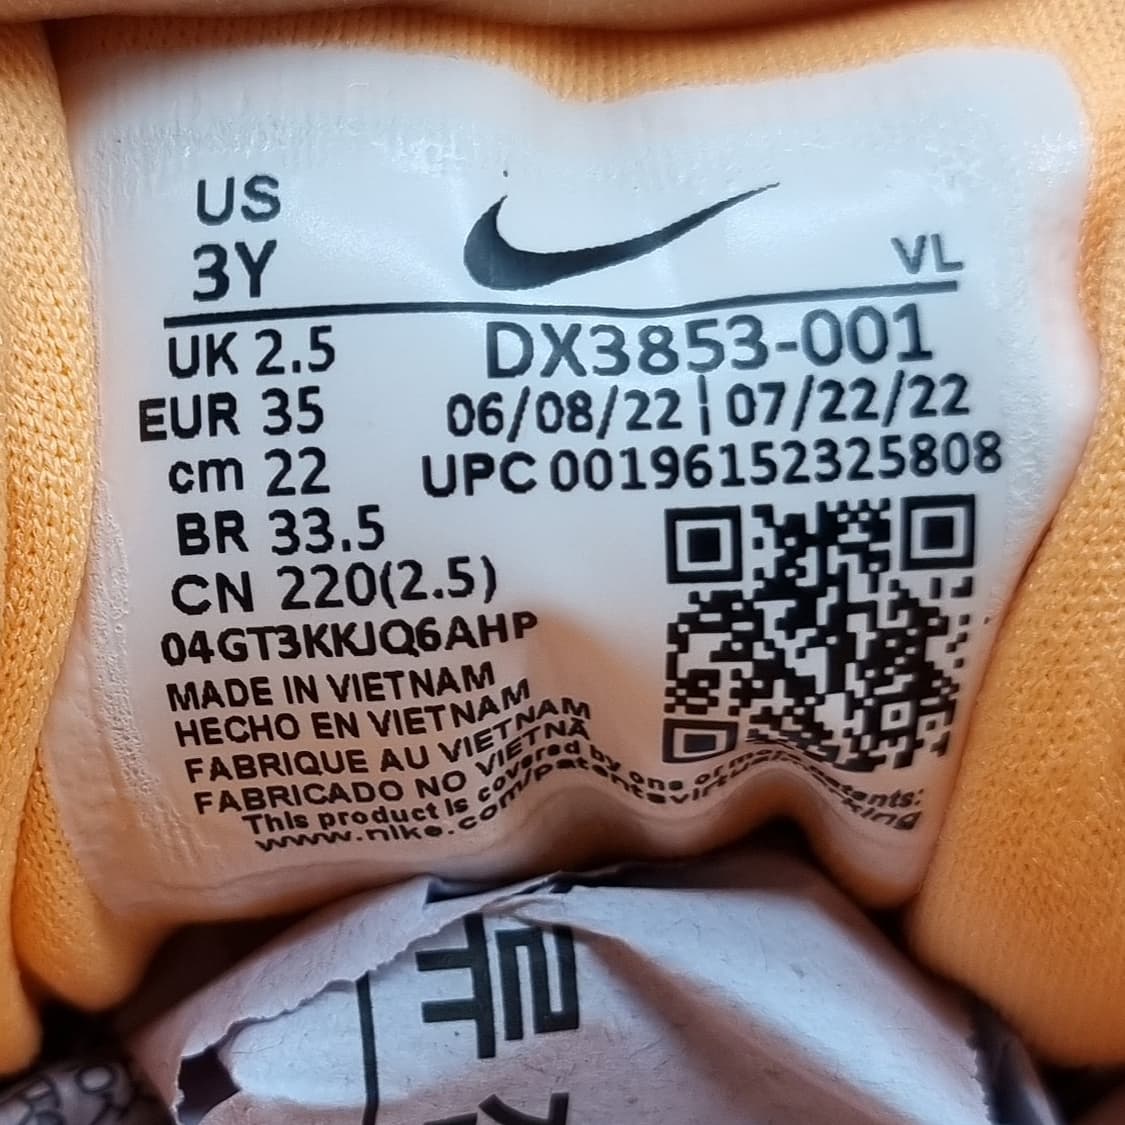 US
3Y
VL
UK 2.5
DX3853-001
EUR 35
06/08/22 | 07/22/22
cm 22
UPC 00196152325808
BR 33.5
CN 220(2.5)
04GT3KKJQ6AHP
MADE IN VIETNAM
HECHO EN VIETNAM
FABRIQUE AU VIETNAM
FABRICADO NO VIETNÃ
This product is covered by one or more patents:
www.nike.com/patentsvirtualmarking